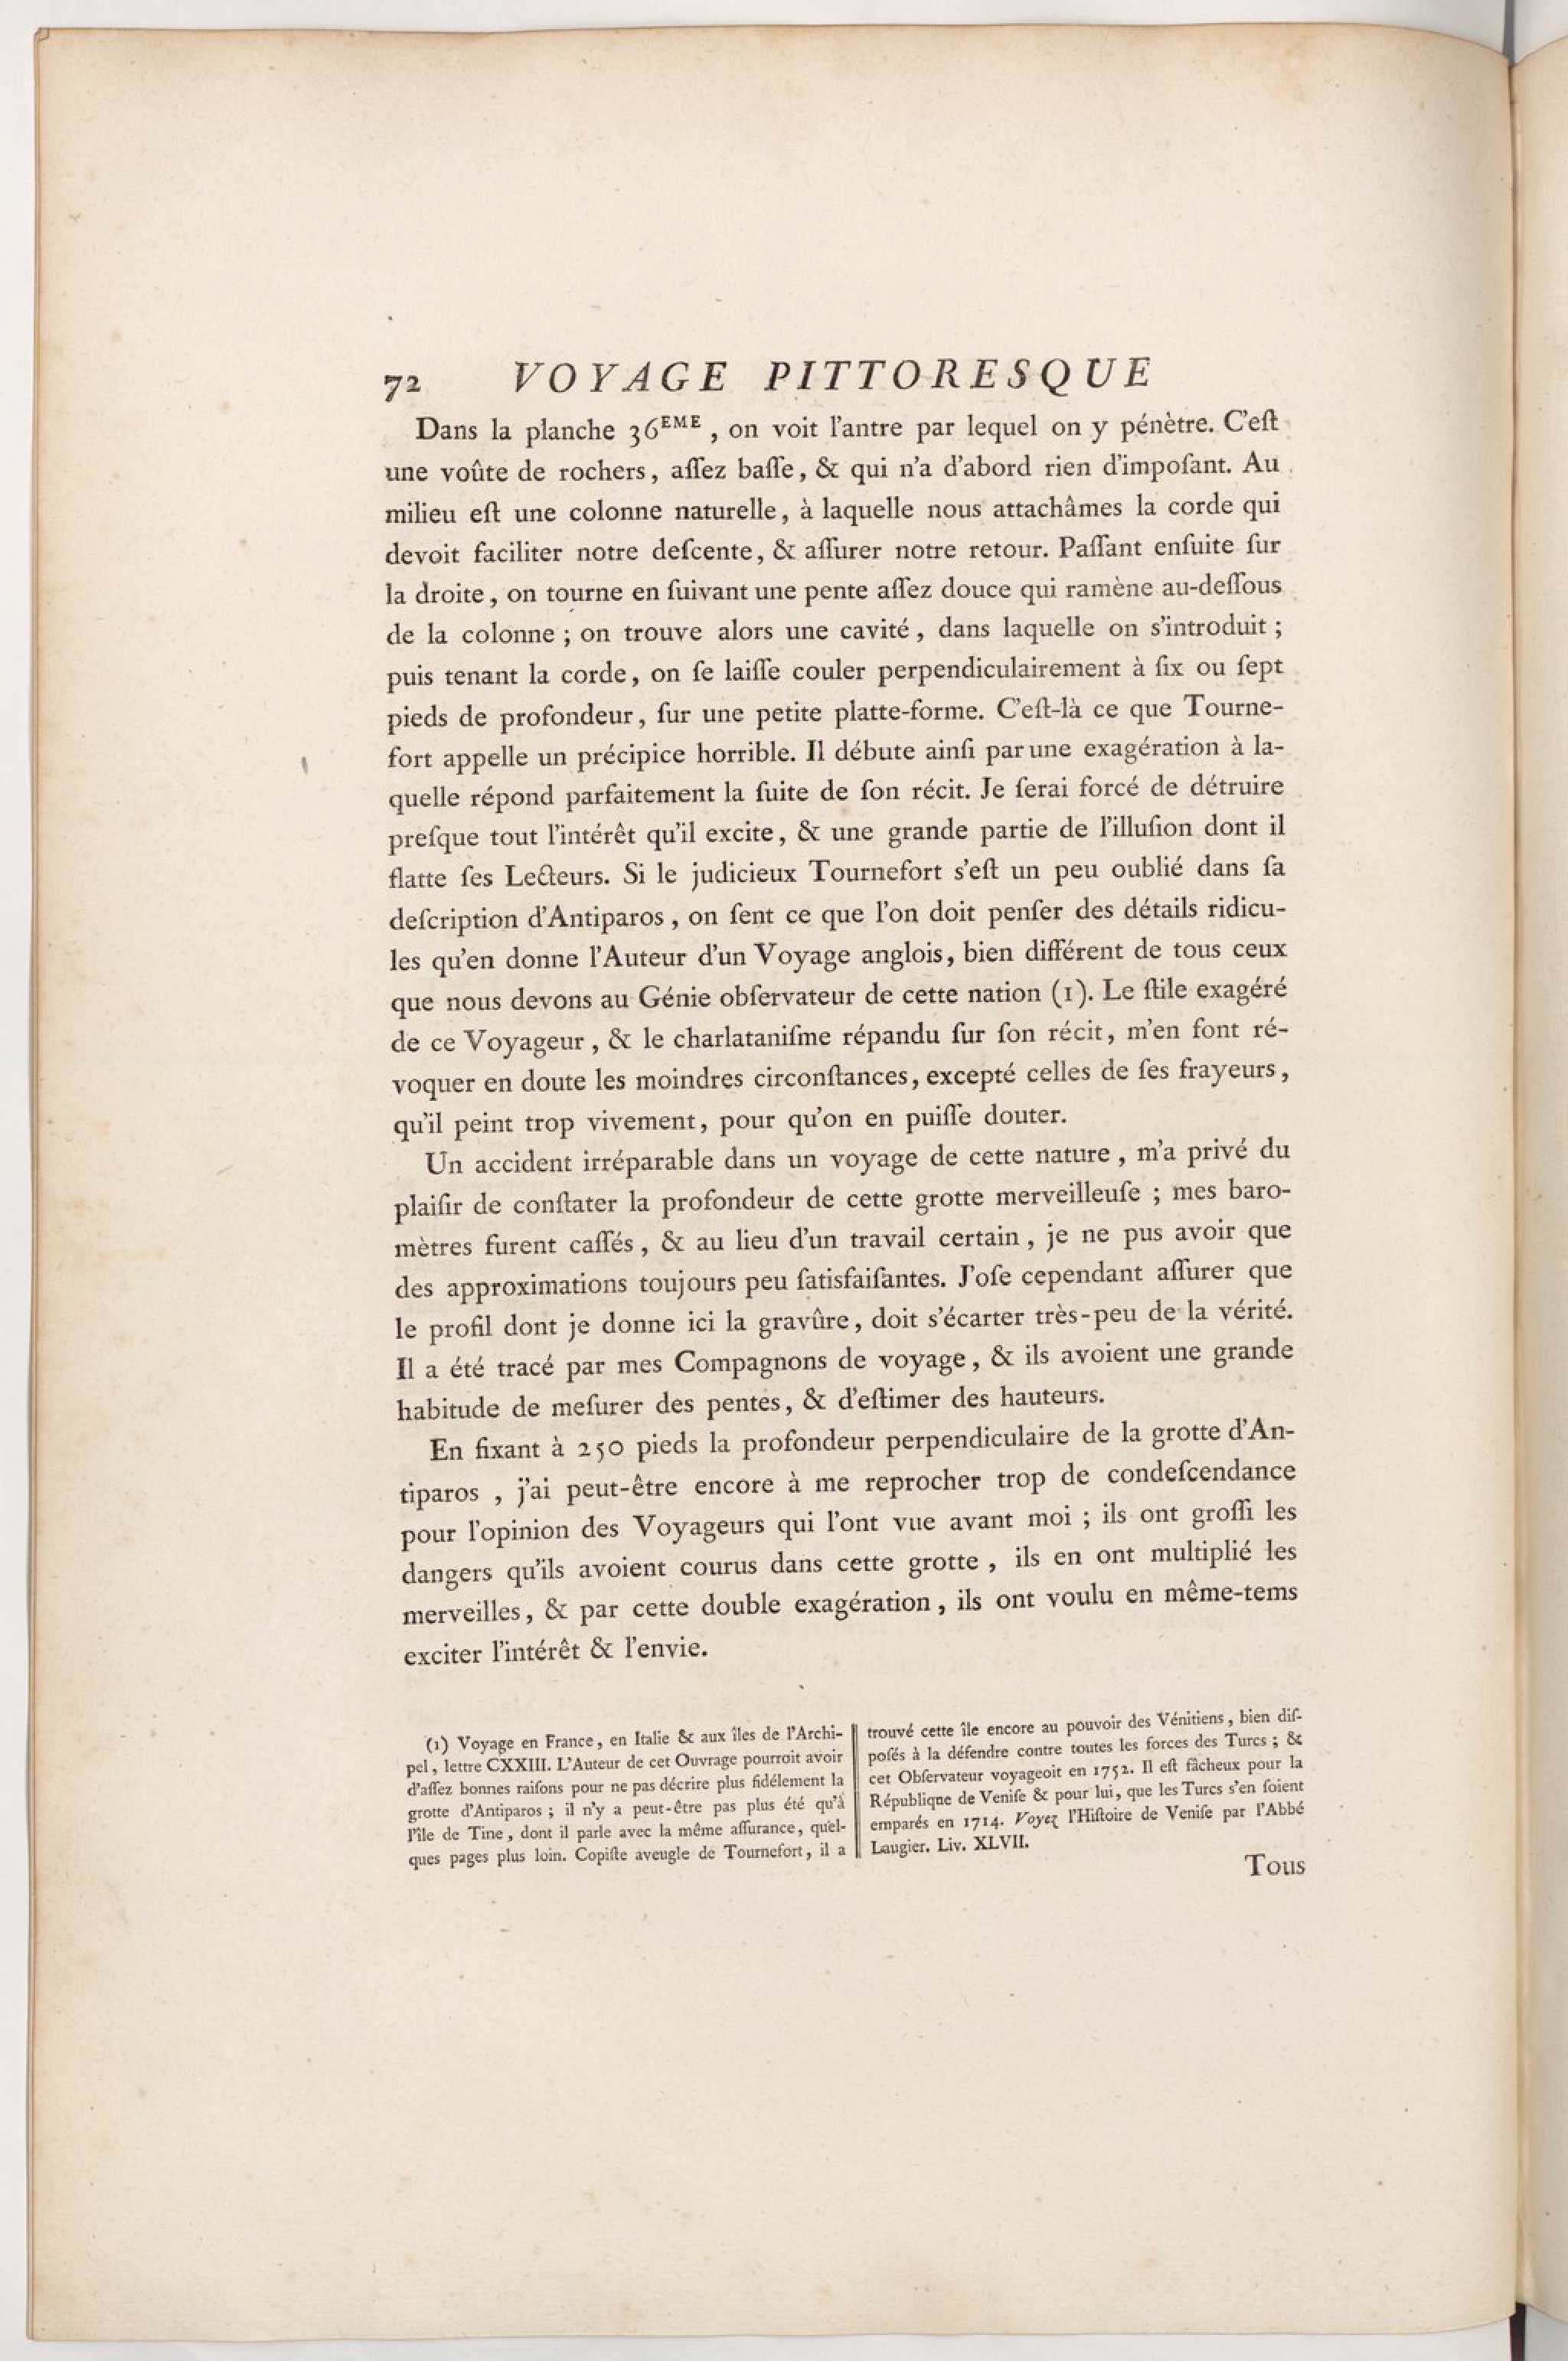 72 VOYAGE PITTORESQUE
Dans la planche 36EME, on voit l'antre par lequel on y pénètre. C'eſt
une voûte de rochers, aſſez baſſe, & qui n'a d'abord rien d'impoſant. Au
milieu eſt une colonne naturelle, à laquelle nous attachâmes la corde qui
devoit faciliter notre deſcente, & aſſurer notre retour. Paſſant enſuite ſur
la droite, on tourne en ſuivant une pente aſſez douce qui ramène au-deſſous
de la colonne ; on trouve alors une cavité, dans laquelle on s'introduit ;
puis tenant la corde, on ſe laiſſe couler perpendiculairement à ſix ou ſept
pieds de profondeur, ſur une petite platte-forme. C'eſt-là ce que Tourne-
fort appelle un précipice horrible. Il débute ainſi par une exagération à la-
quelle répond parfaitement la ſuite de ſon récit. Je ſerai forcé de détruire
preſque tout l'intérêt qu'il excite, & une grande partie de l'illuſion dont il
flatte ſes Lecteurs. Si le judicieux Tournefort s'eſt un peu oublié dans ſa
deſcription d'Antiparos, on ſent ce que l'on doit penſer des détails ridicu-
les qu'en donne l'Auteur d'un Voyage anglois, bien différent de tous ceux
que nous devons au Génie obſervateur de cette nation (1). Le ſtile exagéré
de ce Voyageur, & le charlataniſme répandu ſur ſon récit, m'en font ré-
voquer en doute les moindres circonſtances, excepté celles de ſes frayeurs,
qu'il peint trop vivement, pour qu'on en puiſſe douter.
Un accident irréparable dans un voyage de cette nature, m'a privé du
plaiſir de conſtater la profondeur de cette grotte merveilleuſe ; mes baro-
mètres furent caſſés, & au lieu d'un travail certain, je ne pus avoir que
des approximations toujours peu ſatisfaiſantes. J'oſe cependant aſſurer que
le profil dont je donne ici la gravûre, doit s'écarter très-peu de la vérité.
Il a été tracé par mes Compagnons de voyage, & ils avoient une grande
habitude de meſurer des pentes, & d'eſtimer des hauteurs.
En fixant à 250 pieds la profondeur perpendiculaire de la grotte d'An-
tiparos, j'ai peut-être encore à me reprocher trop de condeſcendance
pour l'opinion des Voyageurs qui l'ont vue avant moi ; ils ont groſſi les
dangers qu'ils avoient courus dans cette grotte, ils en ont multiplié les
merveilles, & par cette double exagération, ils ont voulu en même-tems
exciter l'intérêt & l'envie.
(1) Voyage en France, en Italie & aux îles de l'Archi-
pel, lettre CXXIII. L'Auteur de cet Ouvrage pourroit avoir
d'aſſez bonnes raiſons pour ne pas décrire plus fidélement la
grotte d'Antiparos ; il n'y a peut-être pas plus été qu'à
l'île de Tine, dont il parle avec la même aſſurance, quel-
ques pages plus loin. Copiſte aveugle de Tournefort, il a
trouvé cette île encore au pouvoir des Vénitiens, bien diſ-
poſés à la défendre contre toutes les forces des Turcs ; &
cet Obſervateur voyageoit en 1752. Il eſt fâcheux pour la
République de Veniſe & pour lui, que les Turcs s'en ſoient
emparés en 1714. Voyez l'Hiſtoire de Veniſe par l'Abbé
Laugier. Liv. XLVII.
Tous